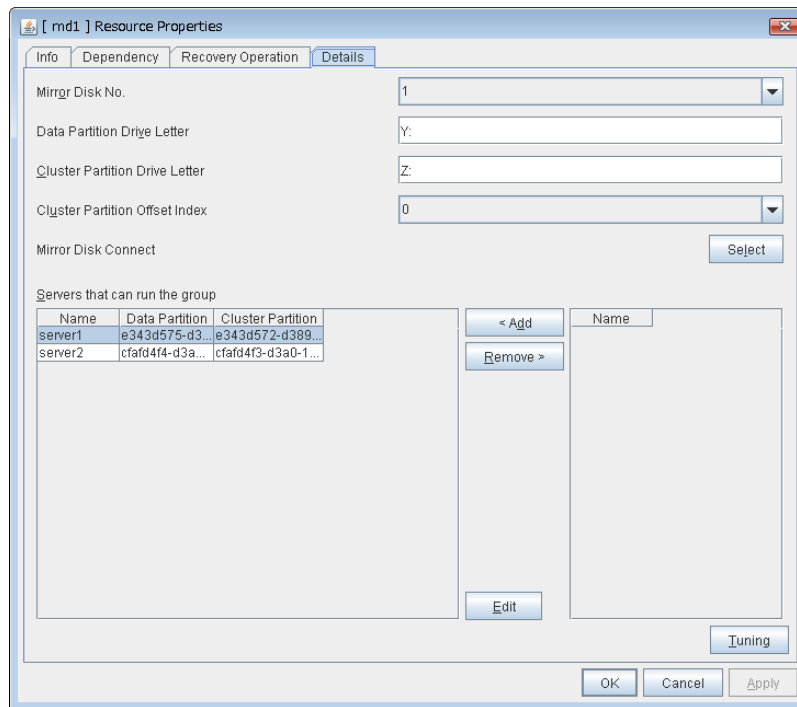 [ md1 ] Resource Properties
Info Dependency Recovery Operation Details
Mirror Disk No. 1
Data Partition Drive Letter Y:
Cluster Partition Drive Letter Z:
Cluster Partition Offset Index 0
Mirror Disk Connect Select
Servers that can run the group
Name Data Partition Cluster Partition
server1 e343d575-d3... e343d572-d389...
server2 cfafd4f4-d3a... cfafd4f3-d3a0-1...
< Add
Remove >
Name
Edit
Tuning
OK Cancel Apply